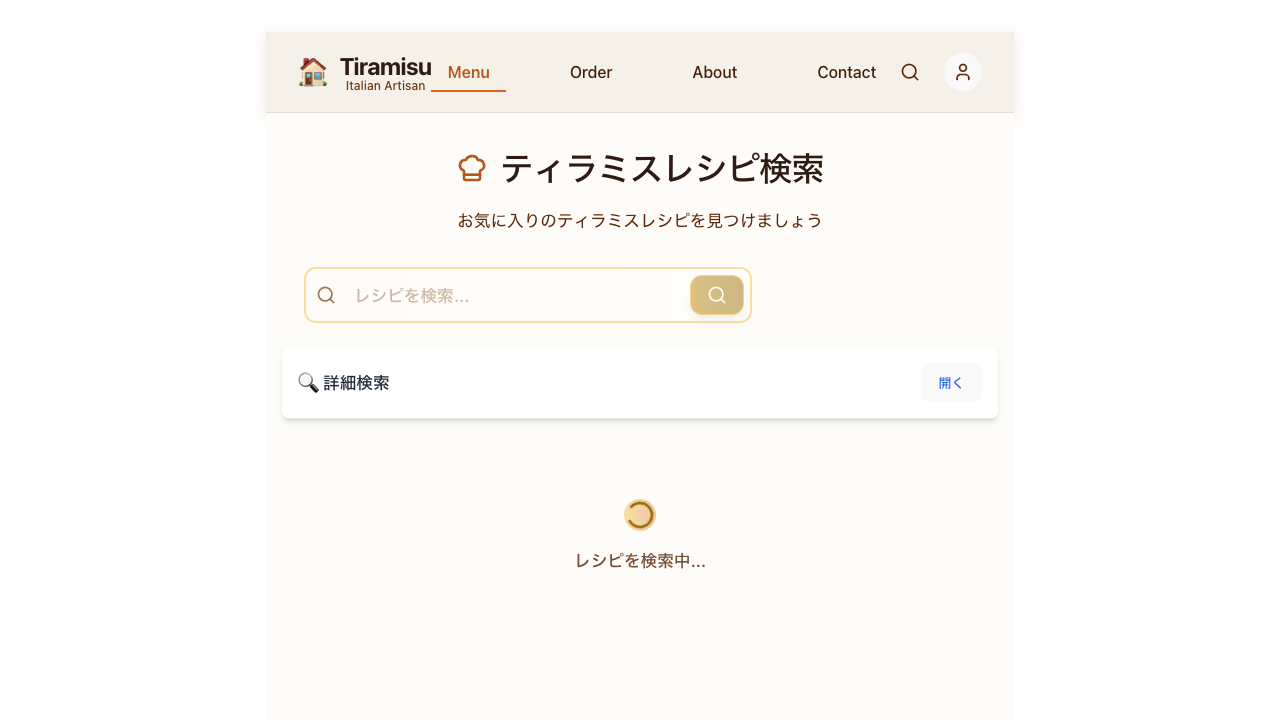 Tiramisu
Italian Artisan
Menu
Order
About
Contact
ティラミスレシピ検索
お気に入りのティラミスレシピを見つけましょう
レシピを検索...
詳細検索
開く
レシピを検索中...